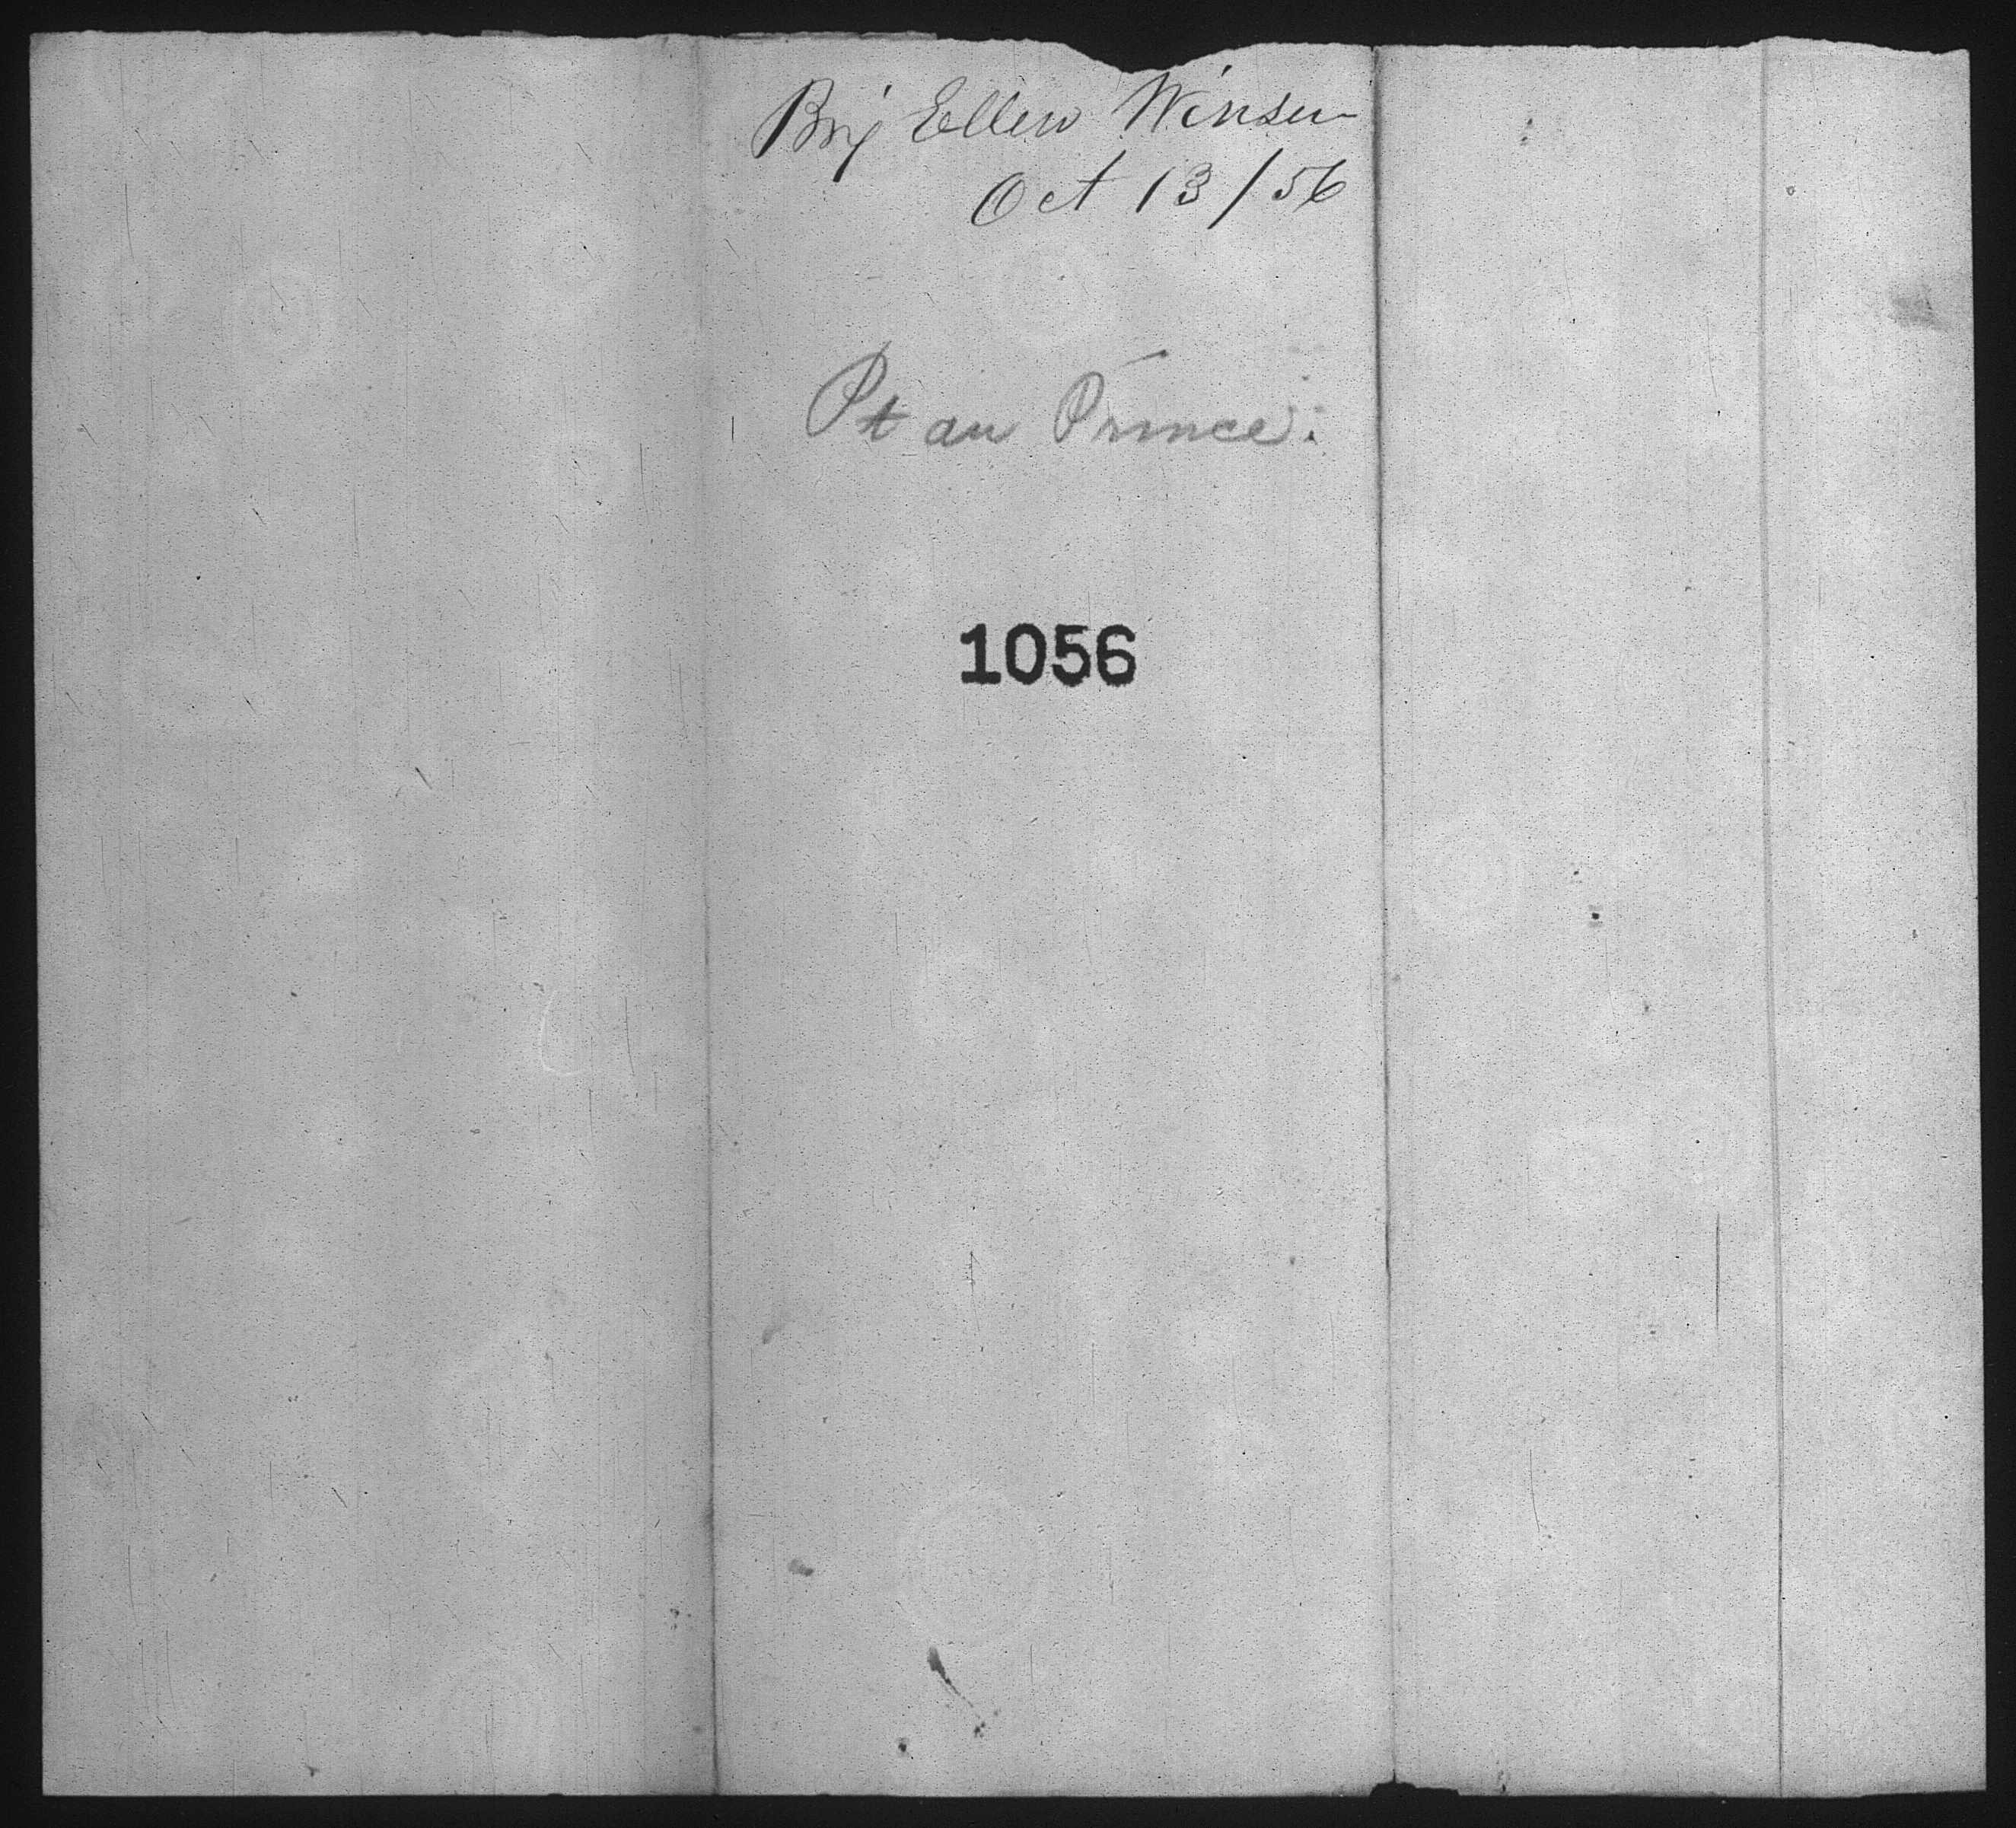 Brig Ellen Winsor
Oct 13/56
Pt au Prince.
1056